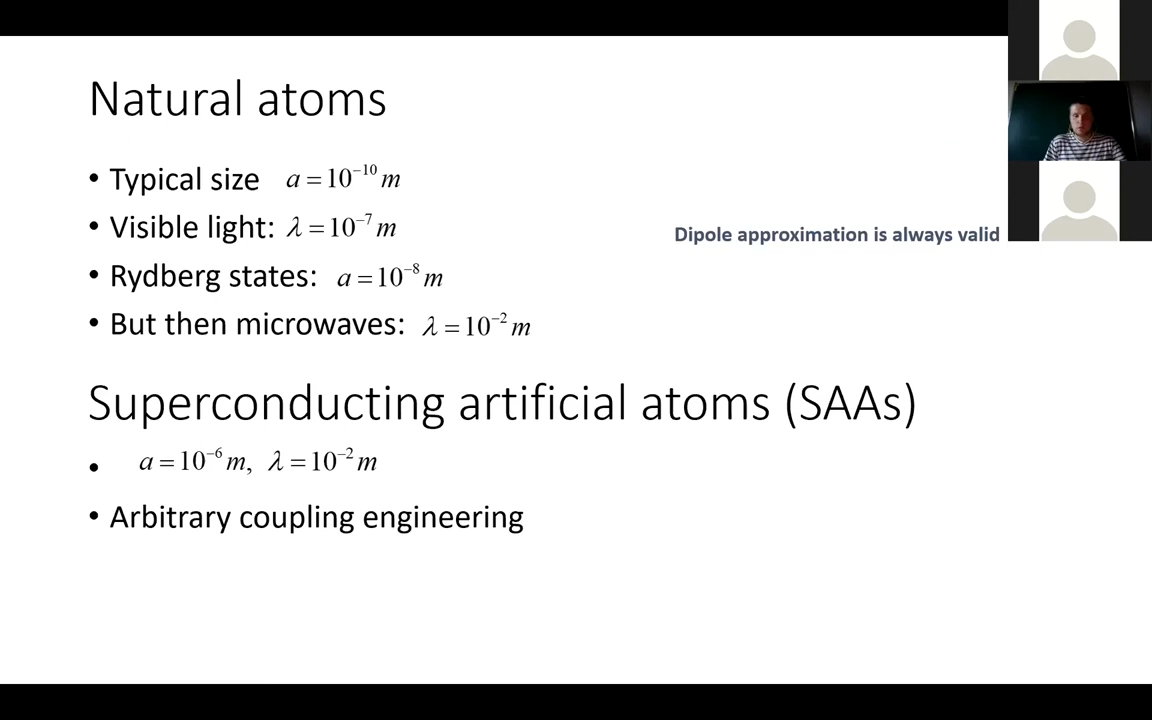 Natural atoms
• Typical size a = 10⁻¹⁰ m
• Visible light: λ = 10⁻⁷ m
Dipole approximation is always valid
• Rydberg states: a = 10⁻⁸ m
• But then microwaves: λ = 10⁻² m
Superconducting artificial atoms (SAAs)
• a = 10⁻⁶ m, λ = 10⁻² m
• Arbitrary coupling engineering